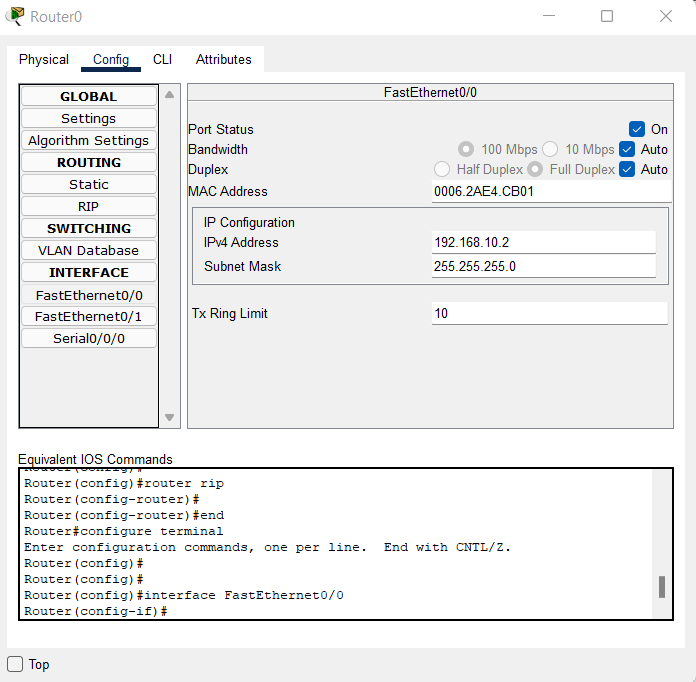 Router0
Physical Config CLI Attributes
GLOBAL
Settings
Algorithm Settings
ROUTING
Static
RIP
SWITCHING
VLAN Database
INTERFACE
FastEthernet0/0
FastEthernet0/1
Serial0/0/0
FastEthernet0/0
Port Status On
Bandwidth 100 Mbps 10 Mbps Auto
Duplex Half Duplex Full Duplex Auto
MAC Address 0006.2AE4.CB01
IP Configuration
IPv4 Address 192.168.10.2
Subnet Mask 255.255.255.0
Tx Ring Limit 10
Equivalent IOS Commands
Router(config)#
Router(config)#router rip
Router(config-router)#
Router(config-router)#end
Router#configure terminal
Enter configuration commands, one per line.  End with CNTL/Z.
Router(config)#
Router(config)#
Router(config)#interface FastEthernet0/0
Router(config-if)#
Top